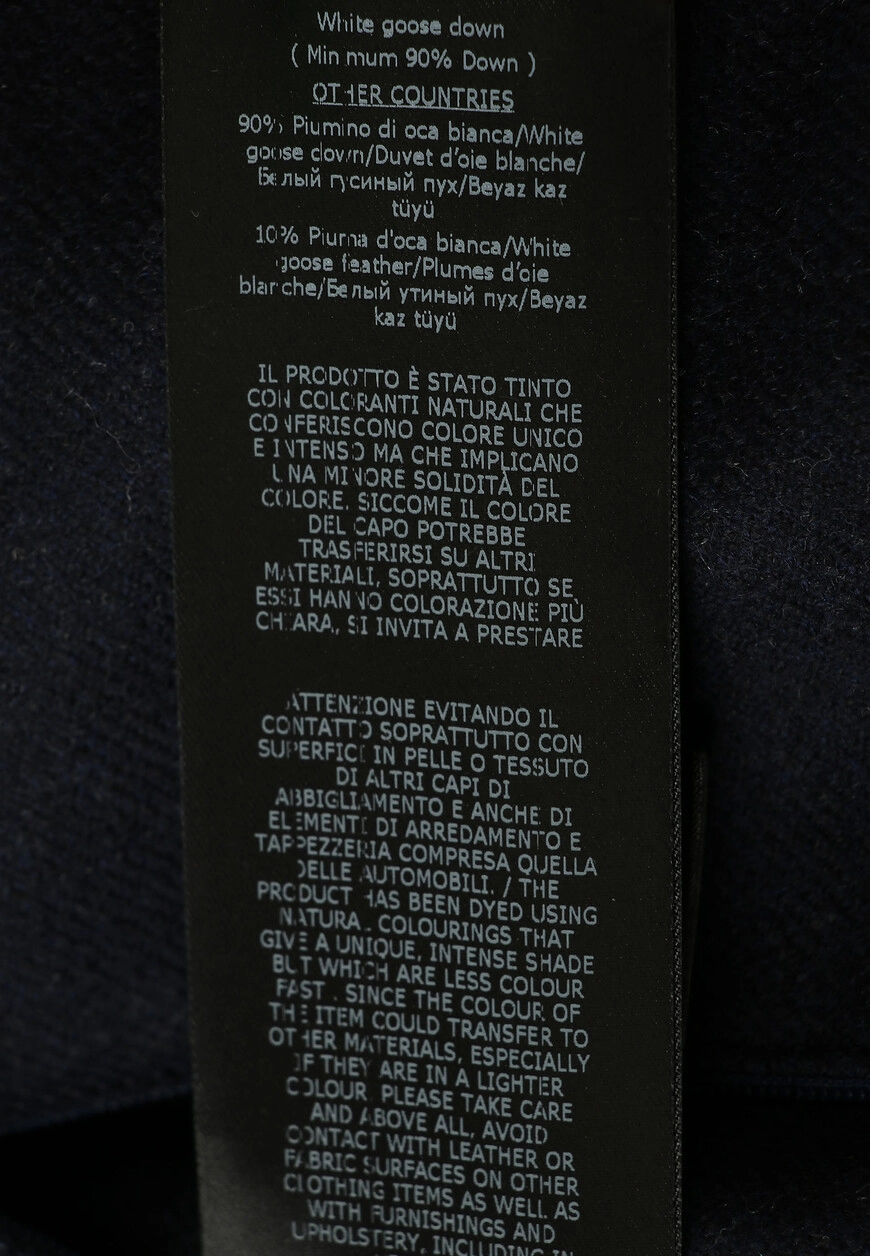 White goose down
( Minimum 90% Down )
OTHER COUNTRIES
90% Piumino di oca bianca/White
goose down/Duvet d'oie blanche/
Белый гусиный пух/Beyaz kaz
tüyü
10% Piuma d'oca bianca/White
goose feather/Plumes d'oie
blanche/Белый утиный пух/Beyaz
kaz tüyü
IL PRODOTTO È STATO TINTO
CON COLORANTI NATURALI CHE
CONFERISCONO COLORE UNICO
E INTENSO MA CHE IMPLICANO
UNA MINORE SOLIDITÀ DEL
COLORE. SICCOME IL COLORE
DEL CAPO POTREBBE
TRASFERIRSI SU ALTRI
MATERIALI, SOPRATTUTTO SE
ESSI HANNO COLORAZIONE PIÙ
CHIARA, SI INVITA A PRESTARE
ATTENZIONE EVITANDO IL
CONTATTO SOPRATTUTTO CON
SUPERFICI IN PELLE O TESSUTO
DI ALTRI CAPI DI
ABBIGLIAMENTO E ANCHE DI
ELEMENTI DI ARREDAMENTO E
TAPPEZZERIA COMPRESA QUELLA
DELLE AUTOMOBILI. / THE
PRODUCT HAS BEEN DYED USING
NATURAL COLOURINGS THAT
GIVE A UNIQUE, INTENSE SHADE
BUT WHICH ARE LESS COLOUR
FAST . SINCE THE COLOUR OF
THE ITEM COULD TRANSFER TO
OTHER MATERIALS, ESPECIALLY
IF THEY ARE IN A LIGHTER
COLOUR, PLEASE TAKE CARE
AND ABOVE ALL, AVOID
CONTACT WITH LEATHER OR
FABRIC SURFACES ON OTHER
CLOTHING ITEMS AS WELL AS
WITH FURNISHINGS AND
UPHOLSTERY, INCLUDING IN